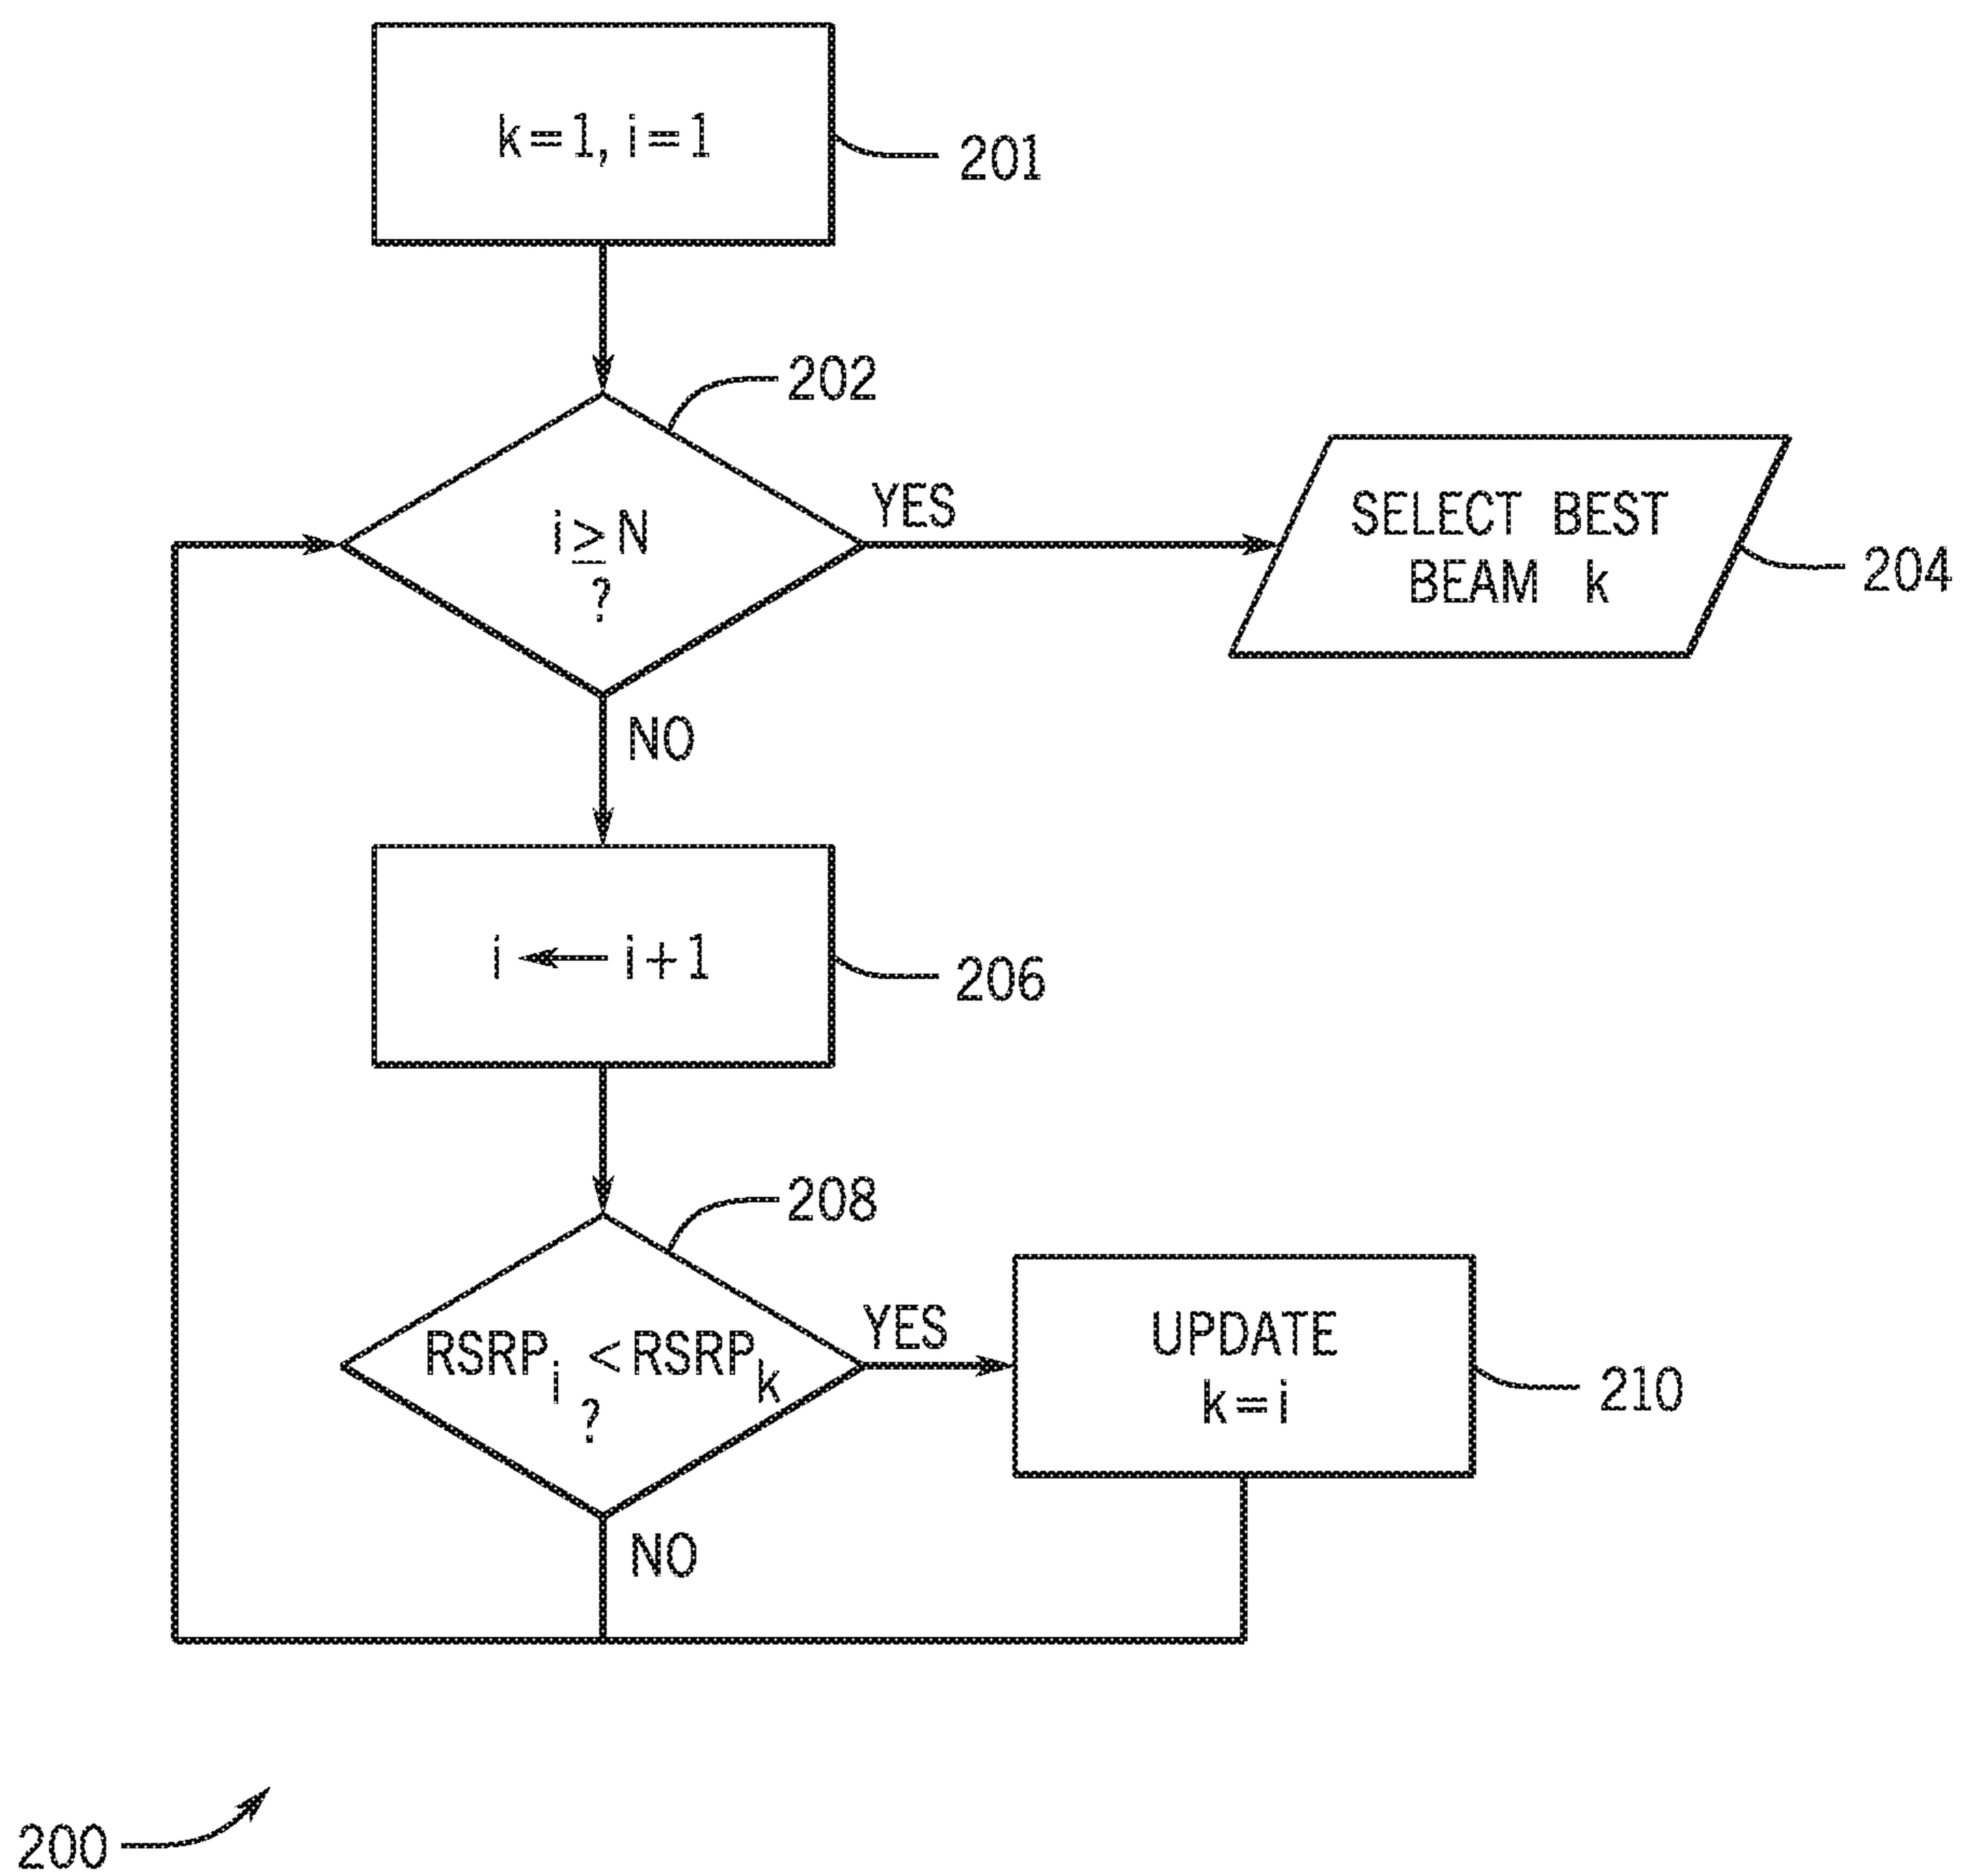 k=1, i=1
201
202
i≥N
?
YES
SELECT BEST
BEAM k
204
NO
i ← i+1
206
208
RSRPi < RSRPk
?
YES
UPDATE
k=i
210
NO
200